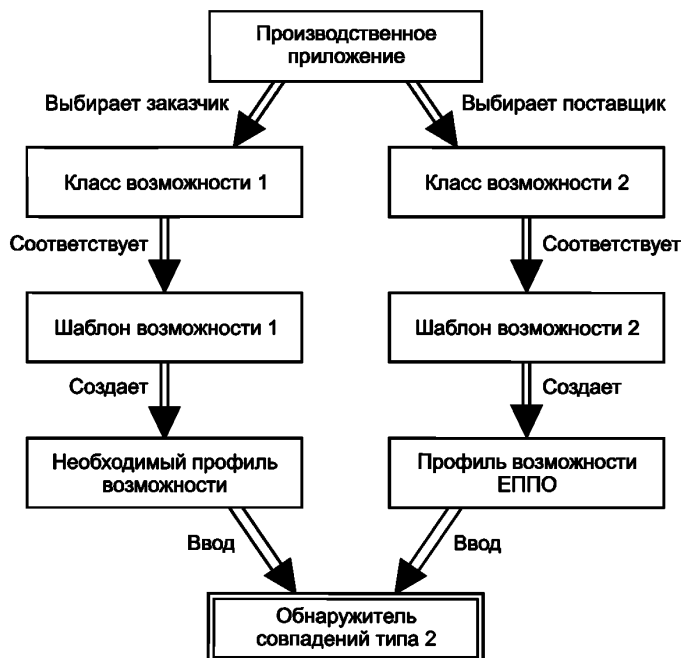 Производственное
приложение
Выбирает заказчик
Выбирает поставщик
Класс возможности 1
Класс возможности 2
Соответствует
Соответствует
Шаблон возможности 1
Шаблон возможности 2
Создает
Создает
Необходимый профиль
возможности
Профиль возможности
ЕППО
Ввод
Ввод
Обнаружитель
совпадений типа 2